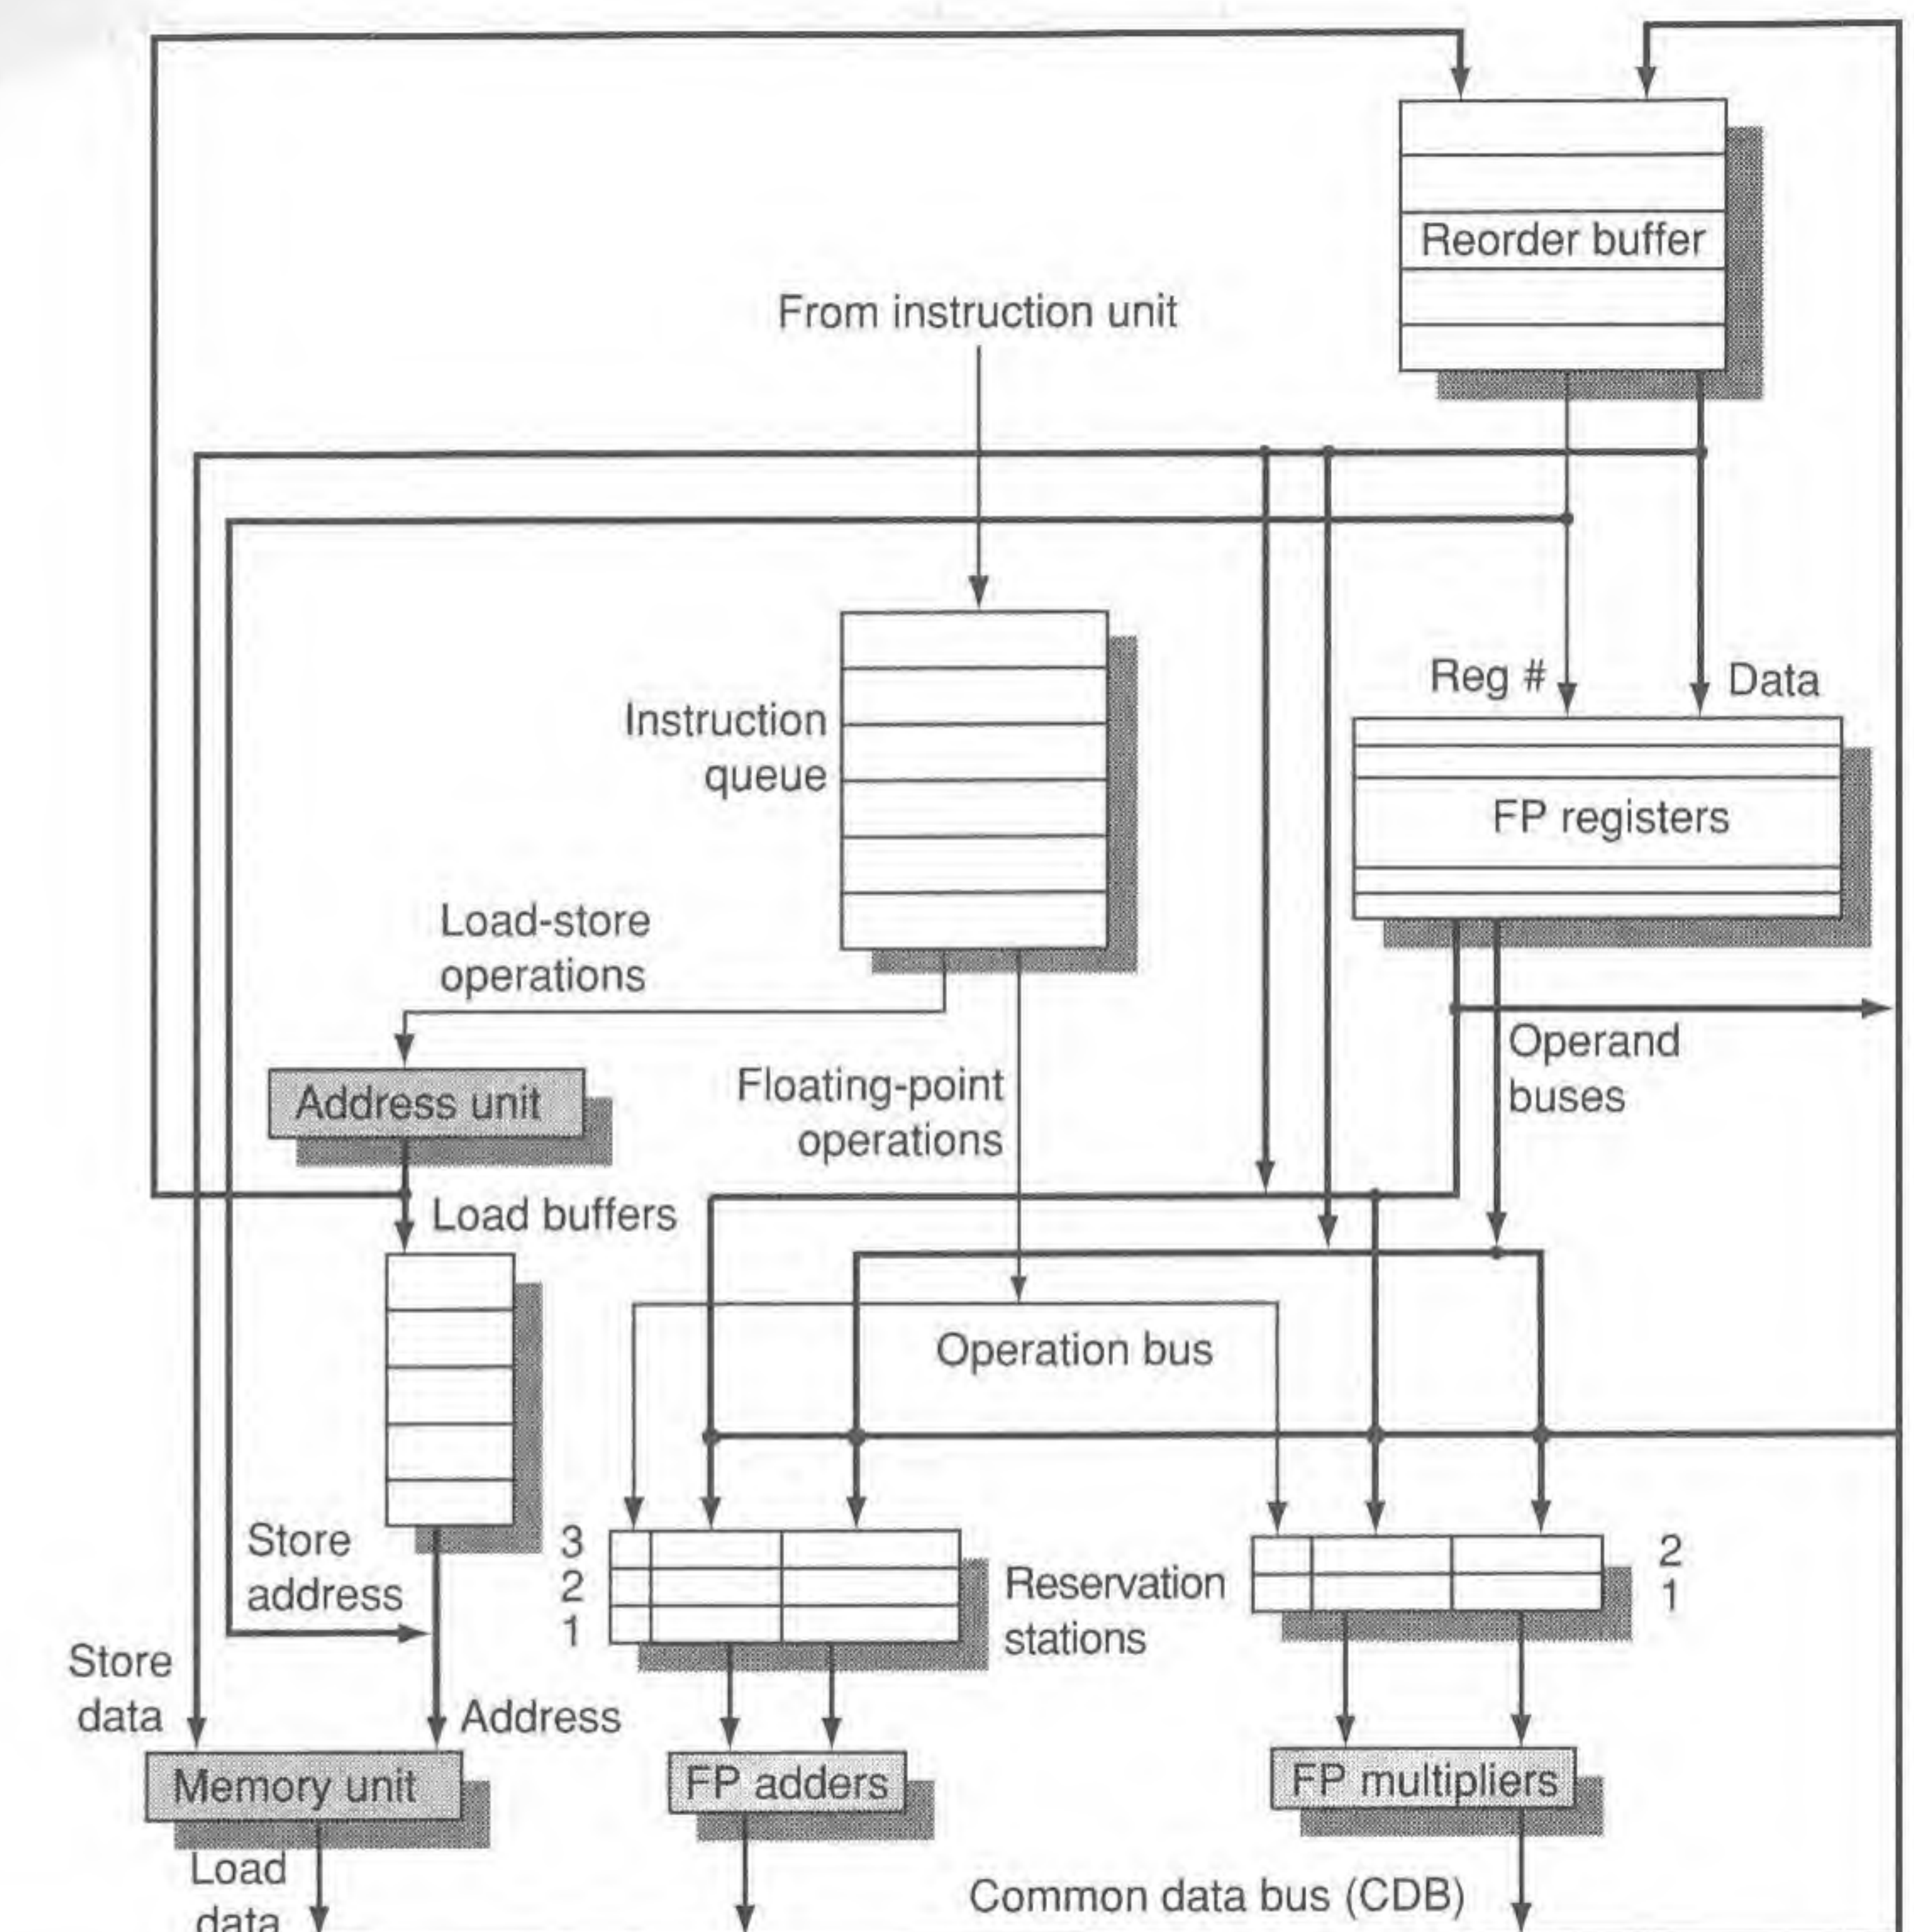 Reorder buffer
From instruction unit
Reg #
Data
Instruction
queue
FP registers
Load-store
operations
Operand
buses
Address unit
Floating-point
operations
Load buffers
Operation bus
Store
address
3
2
1
Reservation
stations
2
1
Store
data
Address
Memory unit
FP adders
FP multipliers
Load
data
Common data bus (CDB)